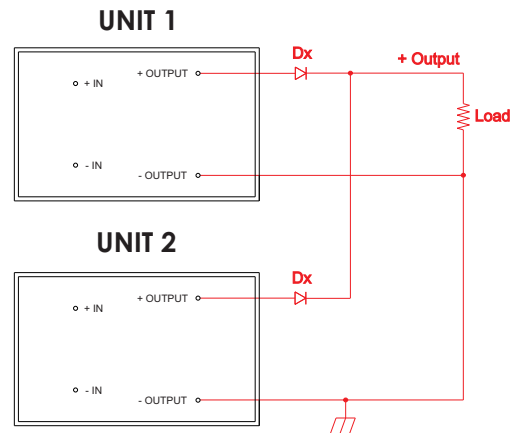 UNIT 1
Dx
+ Output
+ OUTPUT
+ IN
Load
- IN
- OUTPUT
UNIT 2
Dx
+ OUTPUT
+ IN
- IN
- OUTPUT